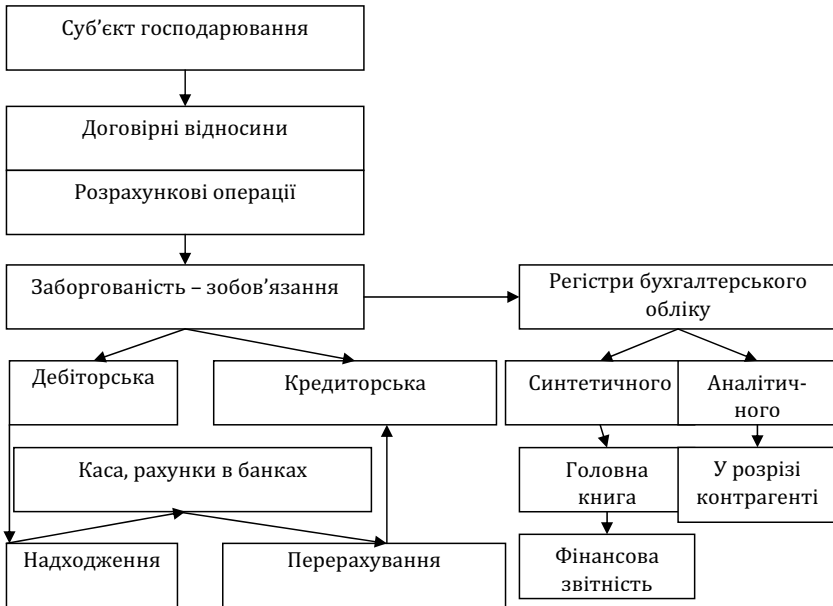 Суб’єкт господарювання
Договірні відносини
Розрахункові операції
Заборгованість – зобов’язання
Регістри бухгалтерського
обліку
Дебіторська
Кредиторська
Синтетичного
Аналітич-
ного
Каса, рахунки в банках
Головна
книга
У розрізі
контрагенті
Надходження
Перерахування
Фінансова
звітність